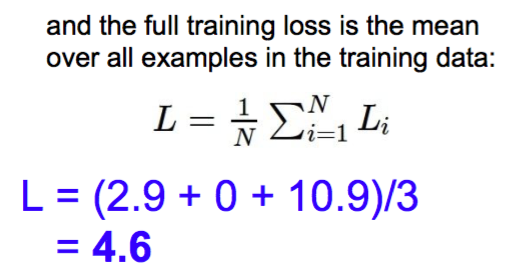 and the full training loss is the mean
over all examples in the training data:
L = \frac{1}{N} \sum_{i=1}^{N} L_i
L = (2.9 + 0 + 10.9)/3
= 4.6